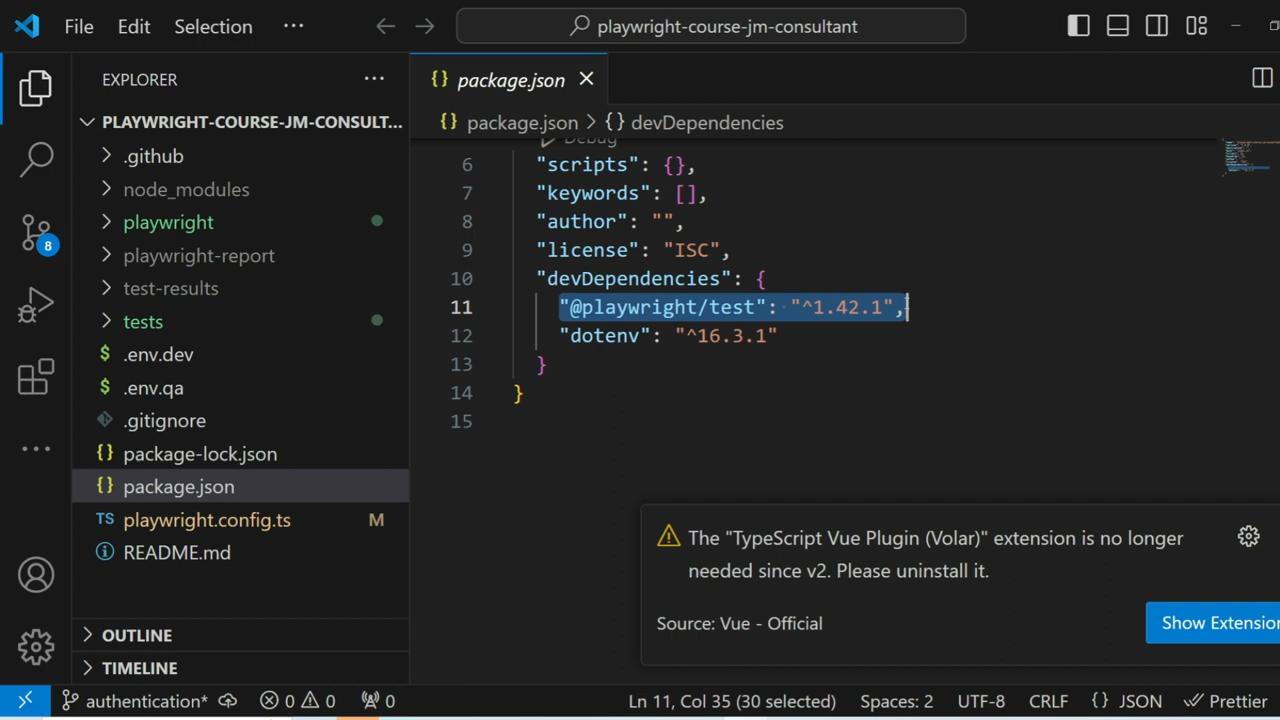 File Edit Selection ··· playwright-course-jm-consultant
EXPLORER ···
PLAYWRIGHT-COURSE-JM-CONSULT...
.github
node_modules
playwright
playwright-report
test-results
tests
$ .env.dev
$ .env.qa
.gitignore
{} package-lock.json
{} package.json
TS playwright.config.ts M
README.md
OUTLINE
TIMELINE
8
{} package.json
{} package.json > {} devDependencies
Debug
6 "scripts": {},
7 "keywords": [],
8 "author": "",
9 "license": "ISC",
10 "devDependencies": {
11 "@playwright/test": "^1.42.1",
12 "dotenv": "^16.3.1"
13 }
14 }
15
The "TypeScript Vue Plugin (Volar)" extension is no longer
needed since v2. Please uninstall it.
Source: Vue - Official
Show Extension
authentication* 0 0 0 Ln 11, Col 35 (30 selected) Spaces: 2 UTF-8 CRLF {} JSON Prettier